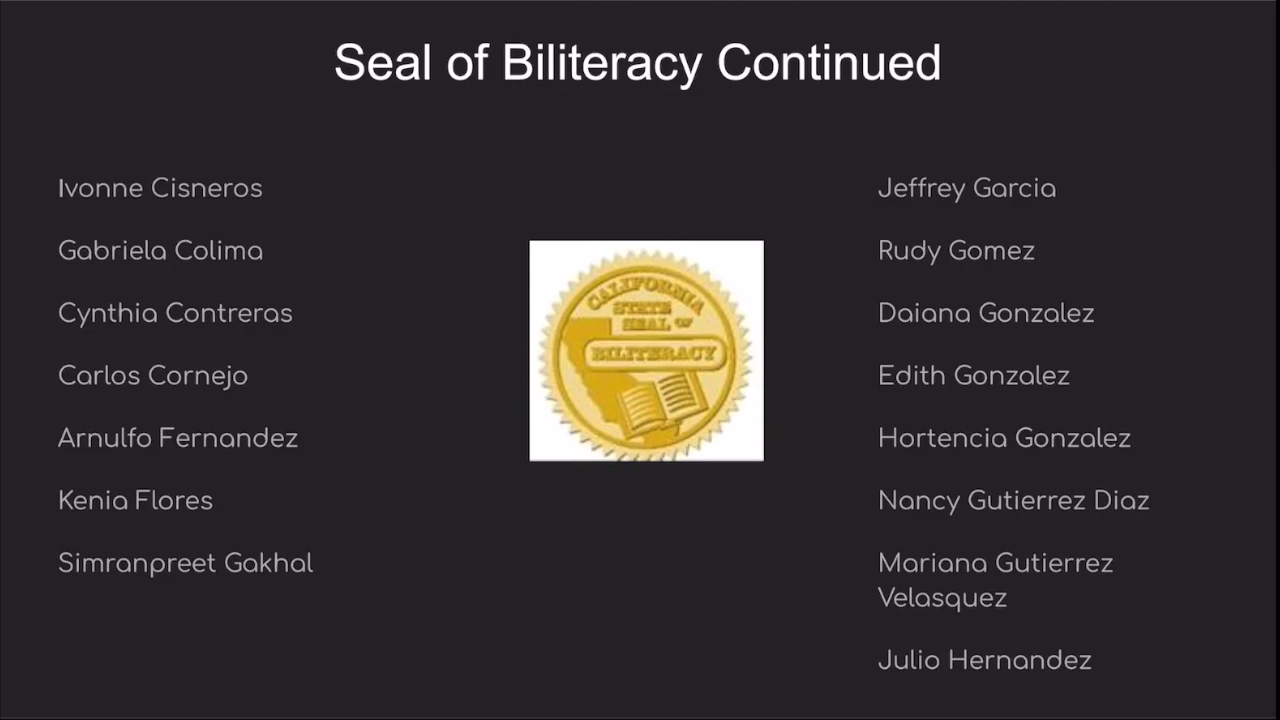 Seal of Biliteracy Continued
Ivonne Cisneros
Gabriela Colima
Cynthia Contreras
Carlos Cornejo
Arnulfo Fernandez
Kenia Flores
Simranpreet Gakhal
CALIFORNIA
STATE
SEAL OF
BILITERACY
Jeffrey Garcia
Rudy Gomez
Daiana Gonzalez
Edith Gonzalez
Hortencia Gonzalez
Nancy Gutierrez Diaz
Mariana Gutierrez
Velasquez
Julio Hernandez